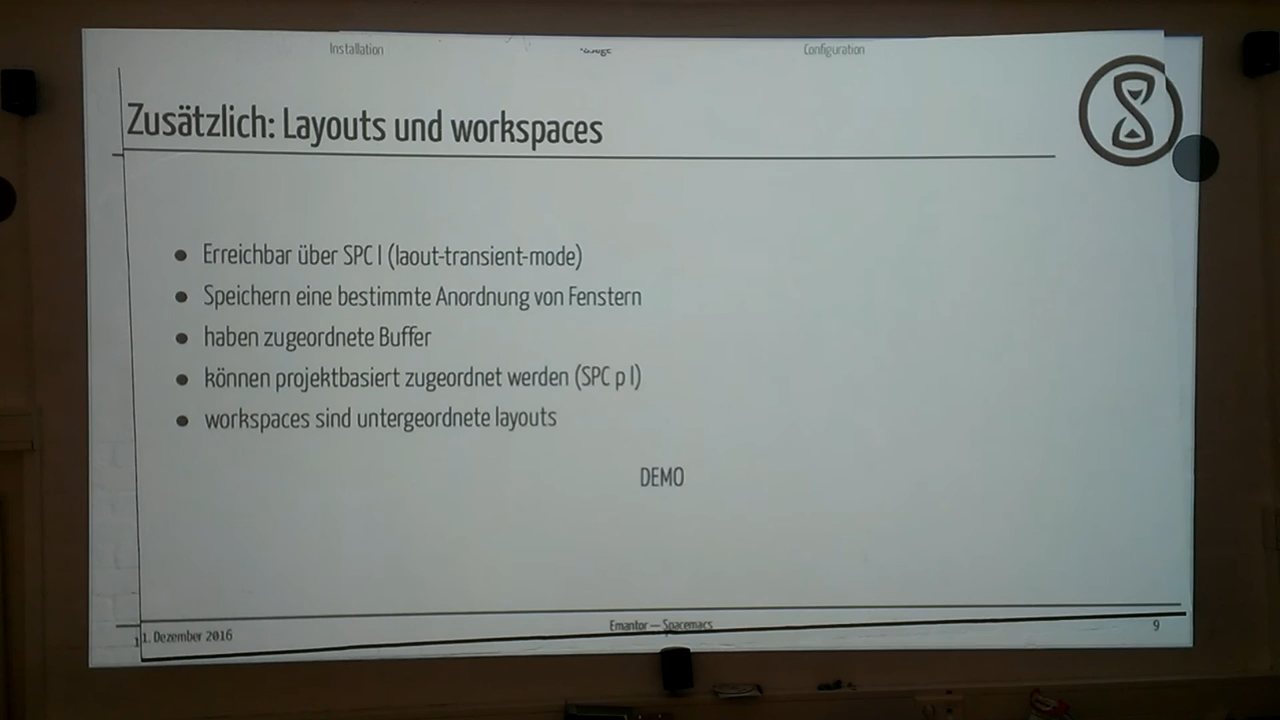 Installation
Configuration
Zusätzlich: Layouts und workspaces
Erreichbar über SPC l (laout-transient-mode)
Speichern eine bestimmte Anordnung von Fenstern
haben zugeordnete Buffer
können projektbasiert zugeordnet werden (SPC p l)
workspaces sind untergeordnete layouts
DEMO
1. Dezember 2016
Emantor — Spacemacs
9